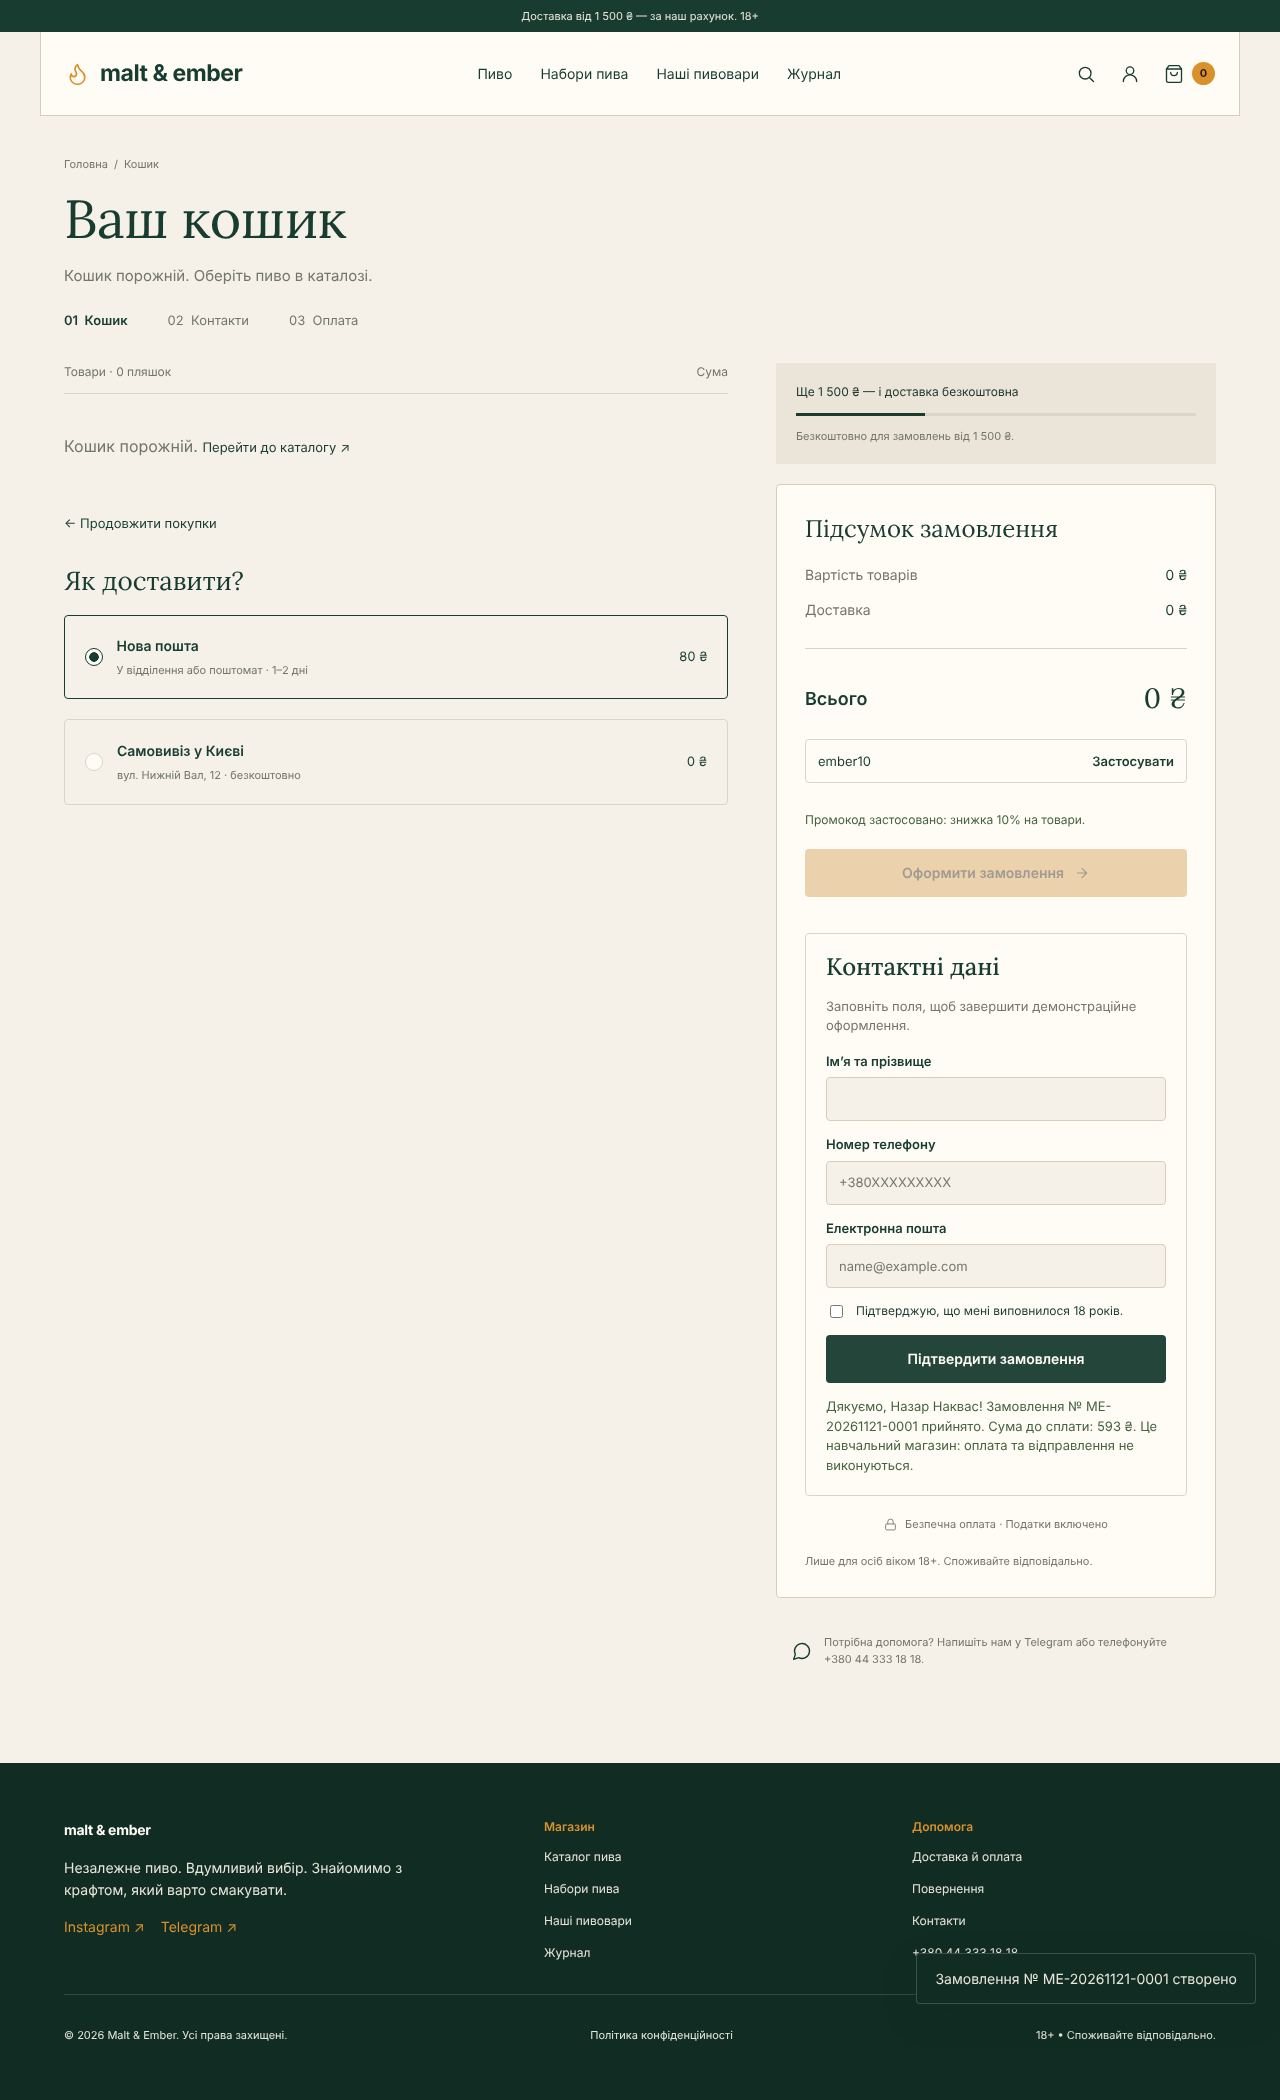 Доставка від 1 500 ₴ — за наш рахунок. 18+
malt & ember
Пиво
Набори пива
Наші пивовари
Журнал
0
Головна / Кошик
Ваш кошик
Кошик порожній. Оберіть пиво в каталозі.
01 Кошик
02 Контакти
03 Оплата
Товари · 0 пляшок
Сума
Кошик порожній. Перейти до каталогу ↗
← Продовжити покупки
Як доставити?
Нова пошта
У відділення або поштомат · 1–2 дні
80 ₴
Самовивіз у Києві
вул. Нижній Вал, 12 · безкоштовно
0 ₴
Ще 1 500 ₴ — і доставка безкоштовна
Безкоштовно для замовлень від 1 500 ₴.
Підсумок замовлення
Вартість товарів
0 ₴
Доставка
0 ₴
Всього
0 ₴
ember10
Застосувати
Промокод застосовано: знижка 10% на товари.
Оформити замовлення →
Контактні дані
Заповніть поля, щоб завершити демонстраційне
оформлення.
Ім’я та прізвище
Номер телефону
+380XXXXXXXXX
Електронна пошта
name@example.com
Підтверджую, що мені виповнилося 18 років.
Підтвердити замовлення
Дякуємо, Назар Наквас! Замовлення № ME-
20261121-0001 прийнято. Сума до сплати: 593 ₴. Це
навчальний магазин: оплата та відправлення не
виконуються.
Безпечна оплата · Податки включено
Лише для осіб віком 18+. Споживайте відповідально.
Потрібна допомога? Напишіть нам у Telegram або телефонуйте
+380 44 333 18 18.
malt & ember
Незалежне пиво. Вдумливий вибір. Знайомимо з
крафтом, який варто смакувати.
Instagram ↗
Telegram ↗
Магазин
Каталог пива
Набори пива
Наші пивовари
Журнал
Допомога
Доставка й оплата
Повернення
Контакти
+380 44 333 18 18
Замовлення № ME-20261121-0001 створено
© 2026 Malt & Ember. Усі права захищені.
Політика конфіденційності
18+ • Споживайте відповідально.